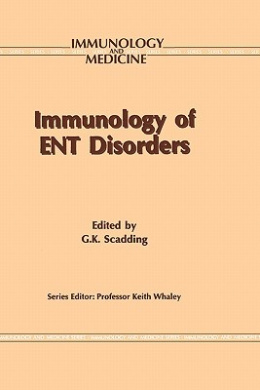 IMMUNOLOGY
AND
MEDICINE
Immunology of
ENT Disorders
Edited by
G.K. Scadding
Series Editor: Professor Keith Whaley